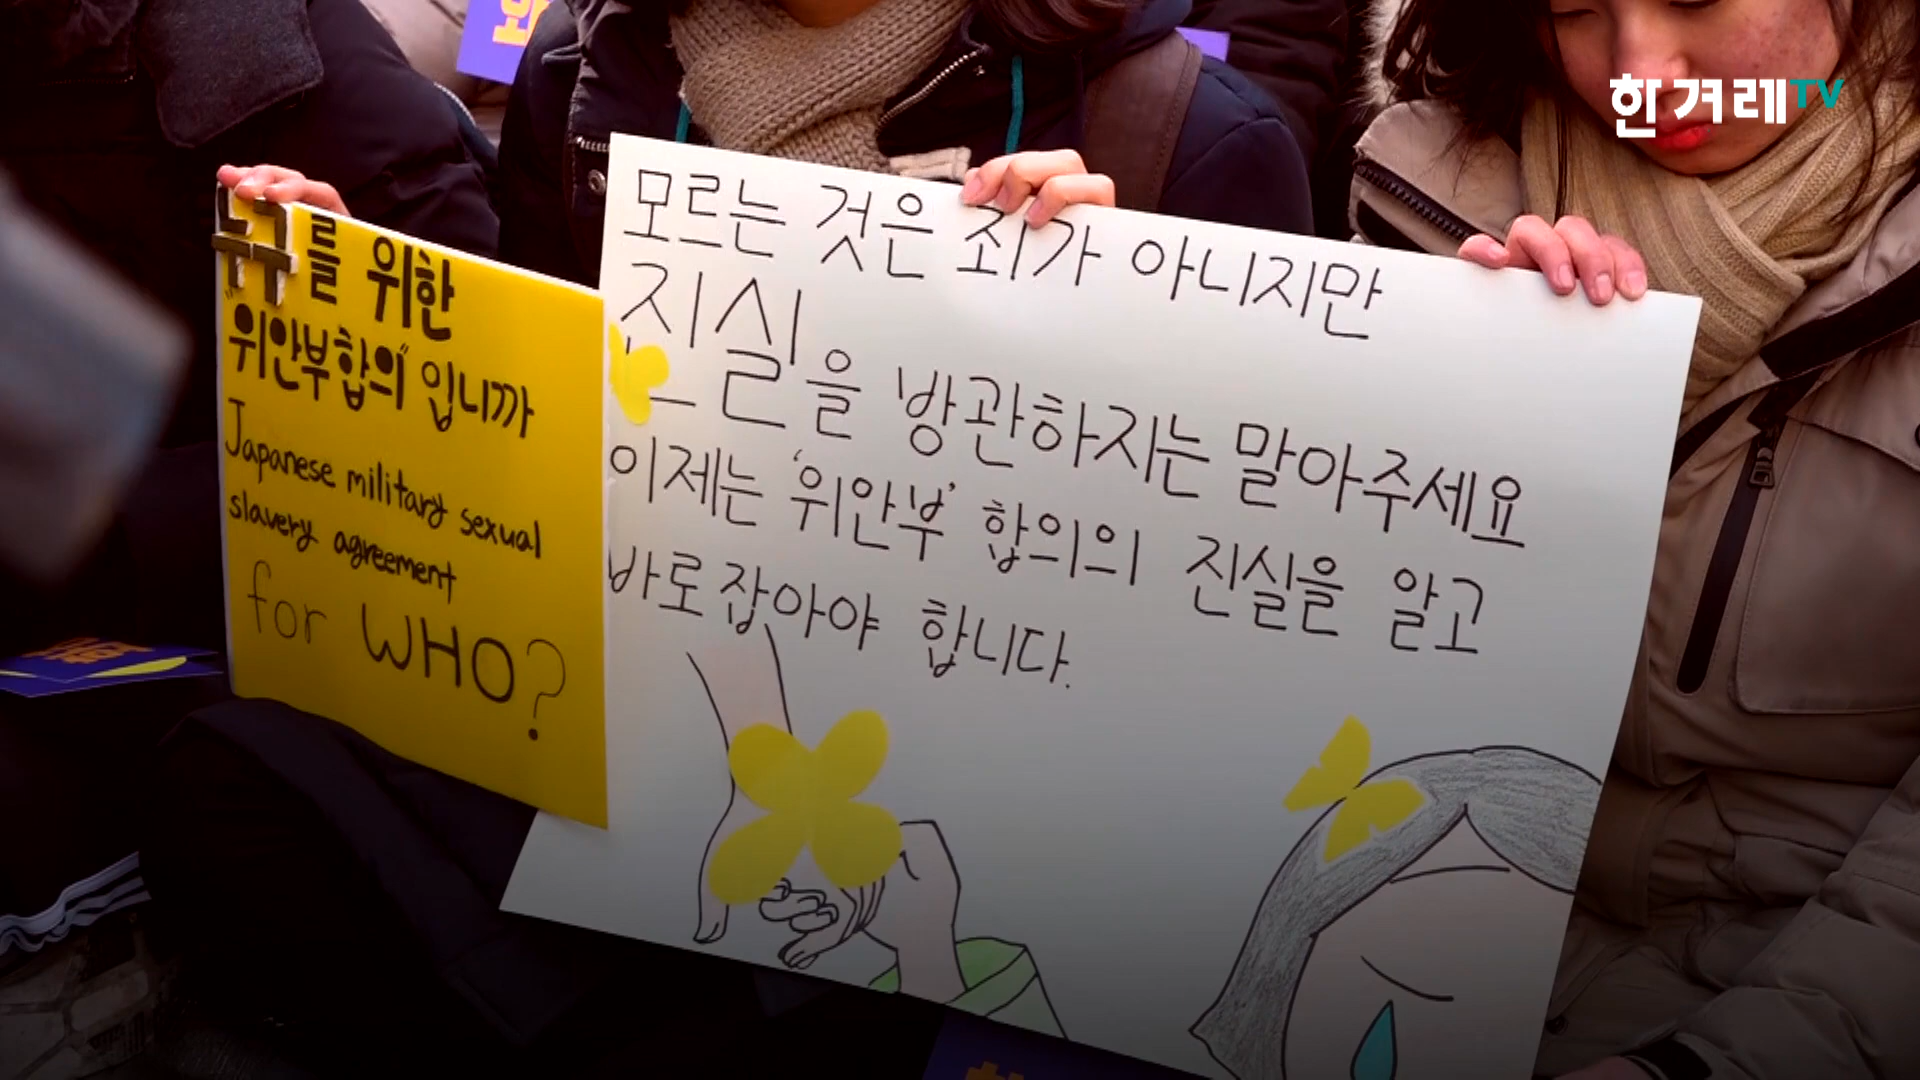 한겨레TV
누구를 위한
"위안부합의" 입니까
Japanese military sexual
slavery agreement
for WHO?
모르는 것은 죄가 아니지만
진실을 방관하지는 말아주세요
이제는 '위안부' 합의의 진실을 알고
바로잡아야 합니다.